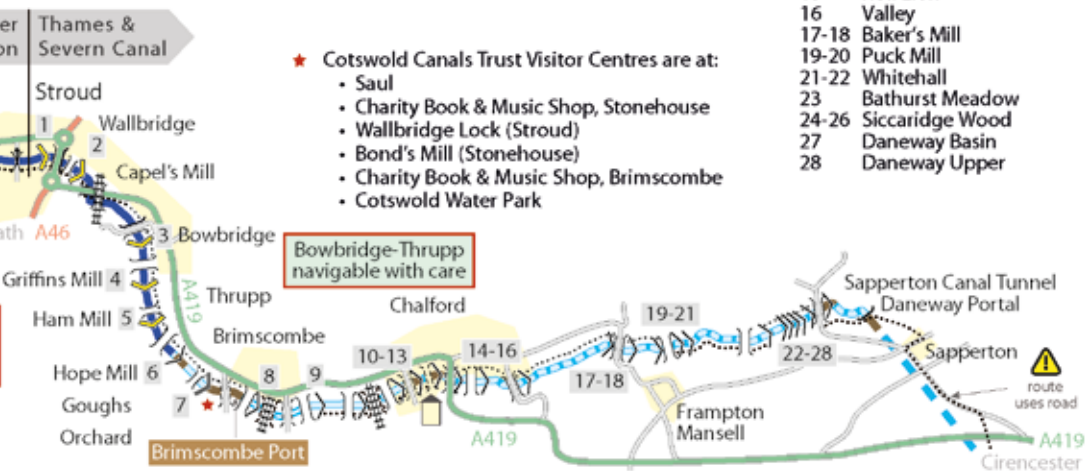 Thames &
Severn Canal
Stroud
1
Wallbridge
2
Capel's Mill
A46
3 Bowbridge
Griffins Mill 4
A419
Thrupp
Ham Mill 5
Brimscombe
Hope Mill 6
Goughs
Orchard
7
8
9
Brimscombe Port
★ Cotswold Canals Trust Visitor Centres are at:
• Saul
• Charity Book & Music Shop, Stonehouse
• Wallbridge Lock (Stroud)
• Bond's Mill (Stonehouse)
• Charity Book & Music Shop, Brimscombe
• Cotswold Water Park
Bowbridge-Thrupp
navigable with care
Chalford
10-13
14-16
A419
17-18
19-21
22-28
Frampton
Mansell
Sapperton Canal Tunnel
Daneway Portal
Sapperton
route
uses road
A419
Cirencester
16 Valley
17-18 Baker's Mill
19-20 Puck Mill
21-22 Whitehall
23 Bathurst Meadow
24-26 Siccaridge Wood
27 Daneway Basin
28 Daneway Upper